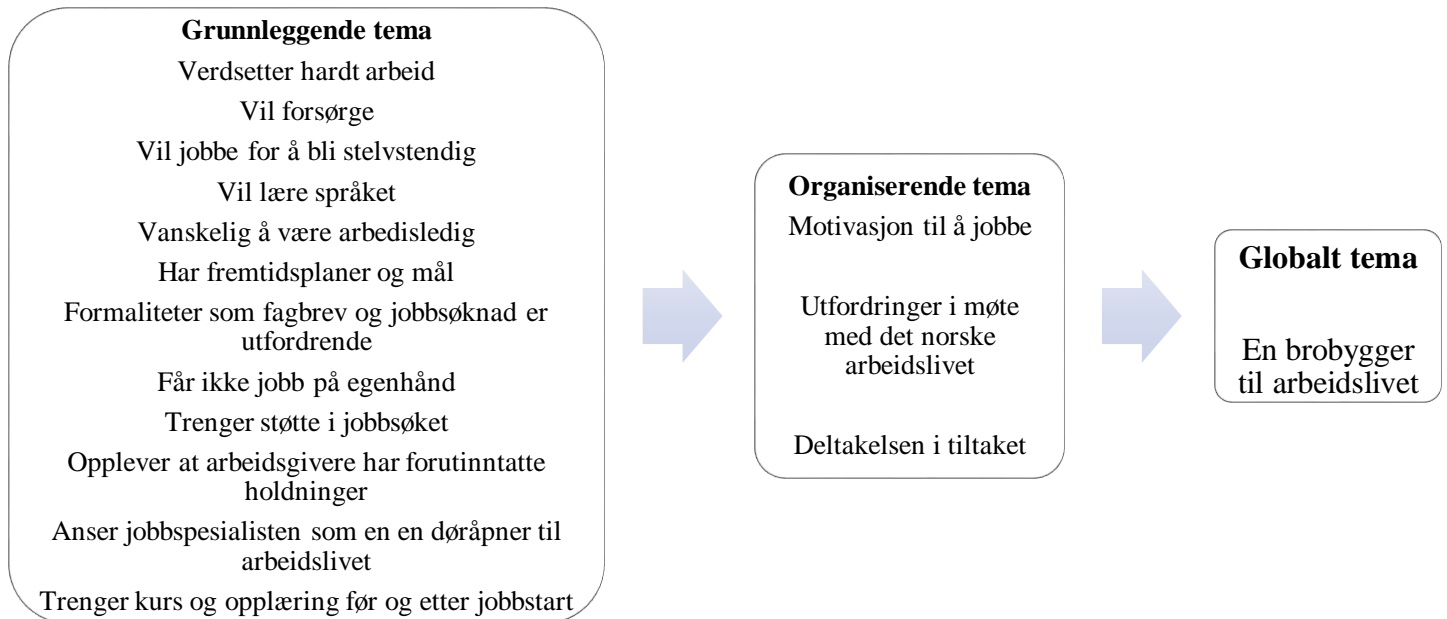 Grunnleggende tema
Verdsetter hardt arbeid
Vil forsørge
Vil jobbe for å bli stelvstendig
Vil lære språket
Vanskelig å være arbedisledig
Har fremtidsplaner og mål
Formaliteter som fagbrev og jobbsøknad er
utfordrende
Får ikke jobb på egenhånd
Trenger støtte i jobbsøket
Opplever at arbeidsgivere har forutinntatte
holdninger
Anser jobbspesialisten som en en døråpner til
arbeidslivet
Trenger kurs og opplæring før og etter jobbstart
Organiserende tema
Motivasjon til å jobbe
Utfordringer i møte
med det norske
arbeidslivet
Deltakelsen i tiltaket
Globalt tema
En brobygger
til arbeidslivet